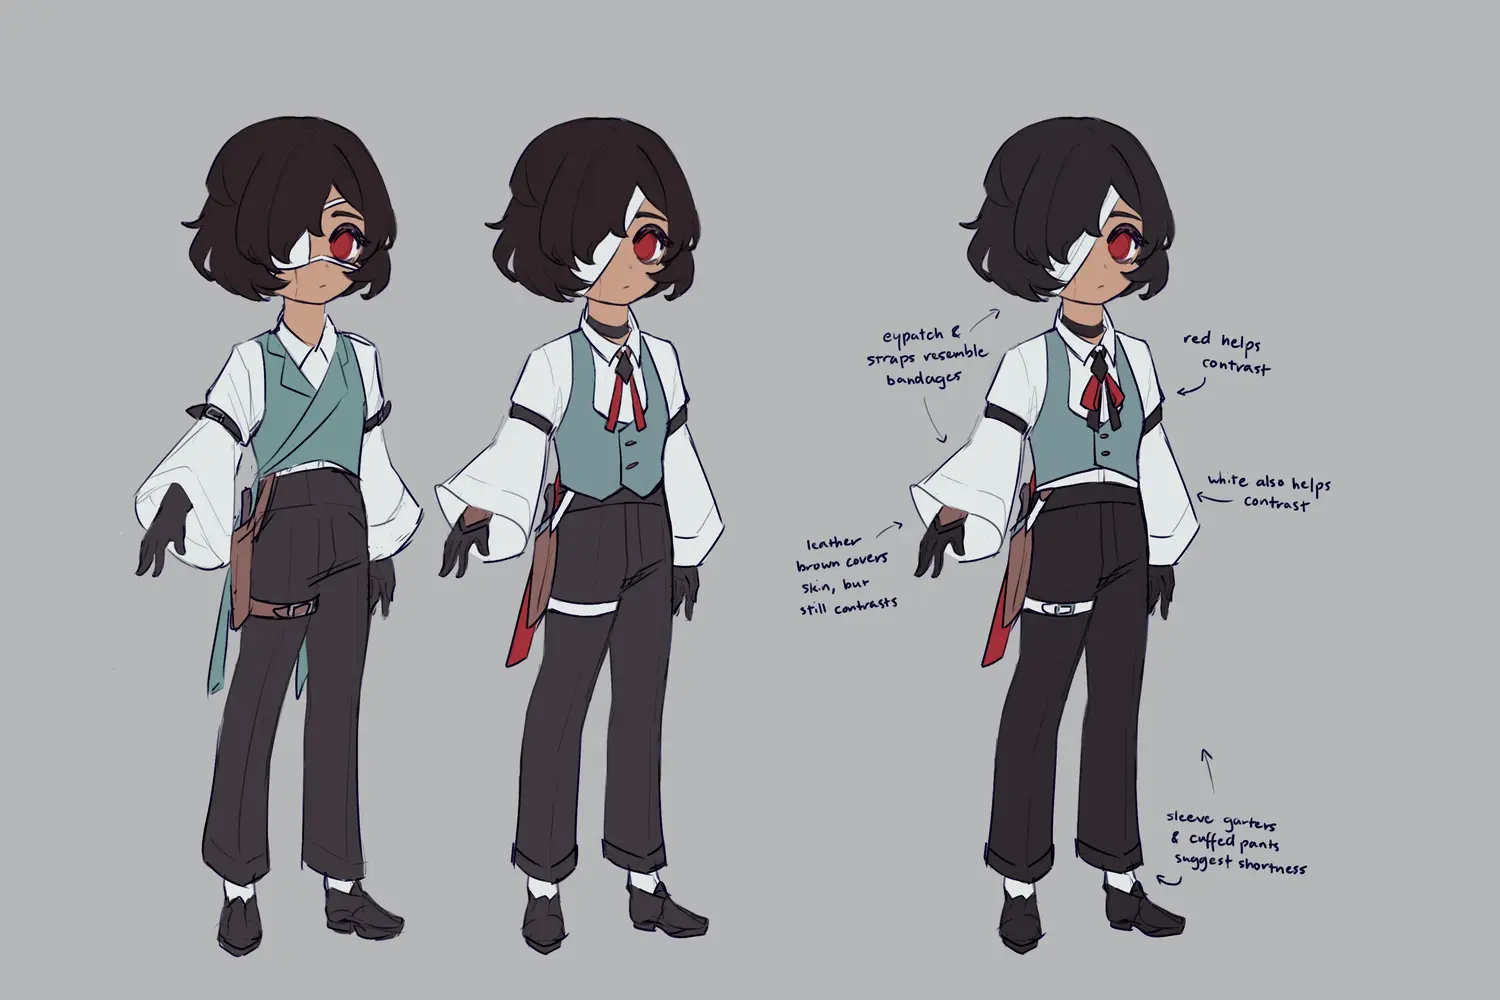 eypatch &
straps resemble
bandages
red helps
contrast
white also helps
contrast
leather
brown covers
skin, but
still contrasts
sleeve garters
& cuffed pants
suggest shortness